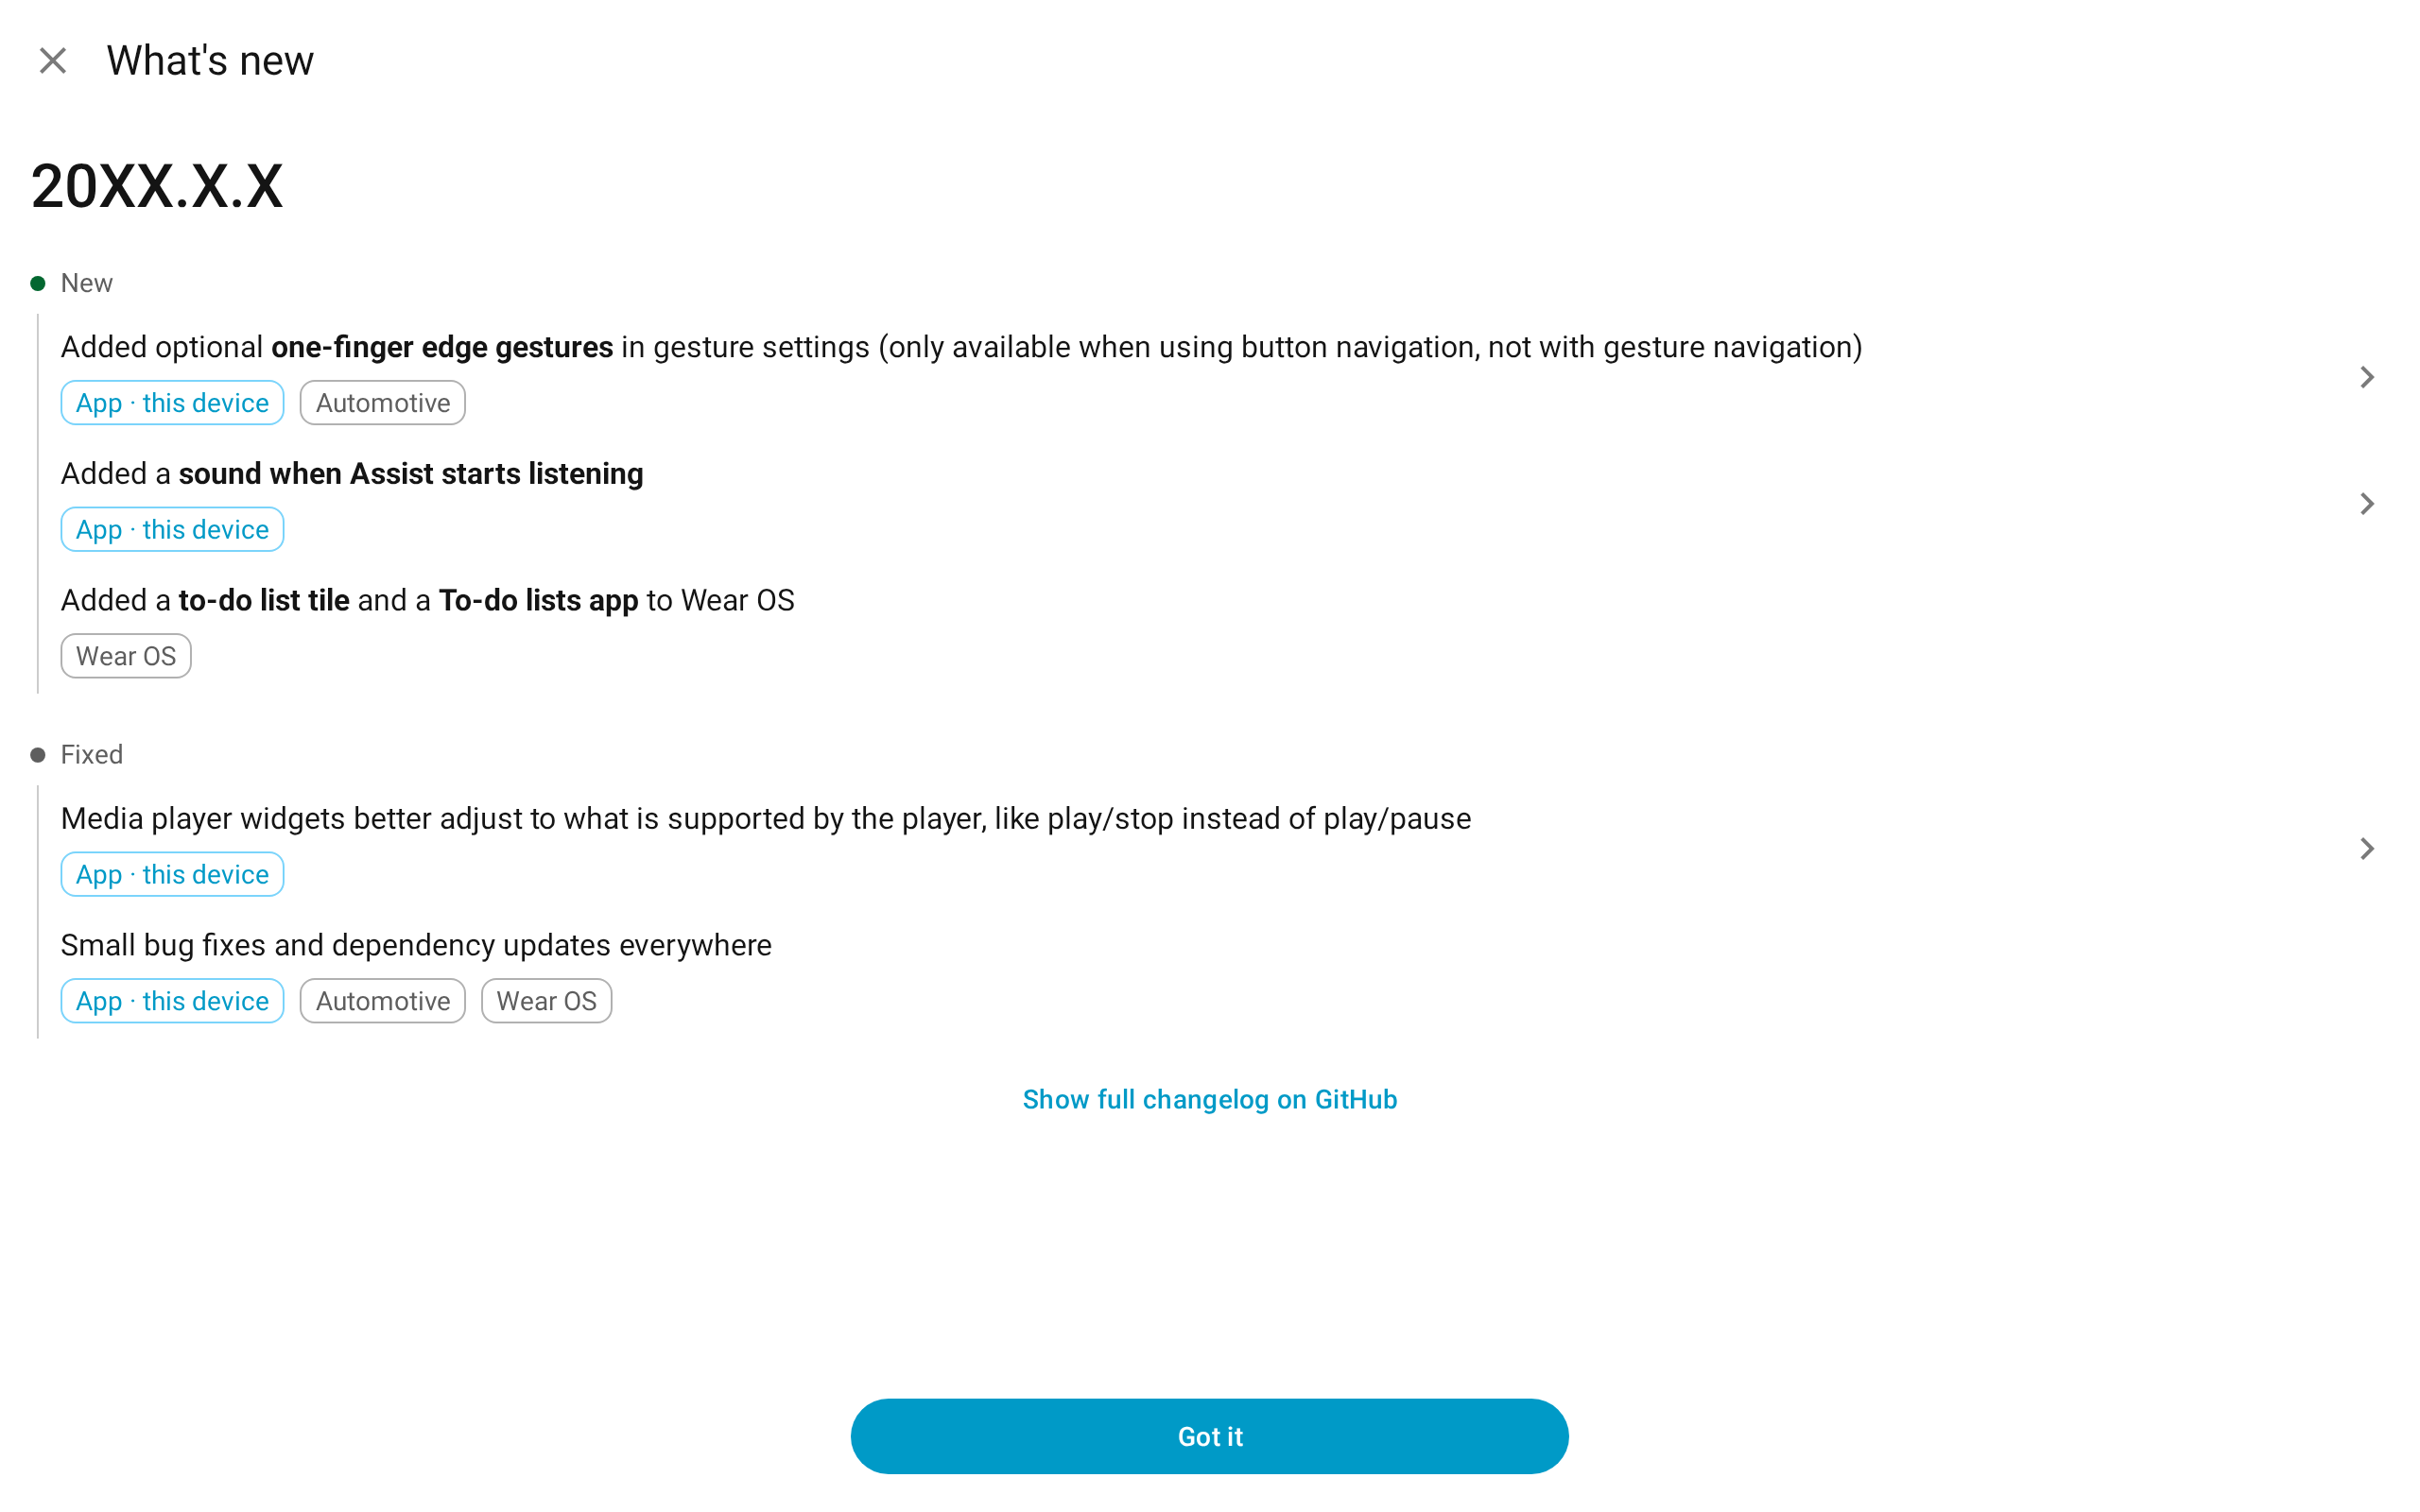 What's new
20XX.X.X
New
Added optional one-finger edge gestures in gesture settings (only available when using button navigation, not with gesture navigation)
App · this device Automotive
Added a sound when Assist starts listening
App · this device
Added a to-do list tile and a To-do lists app to Wear OS
Wear OS
Fixed
Media player widgets better adjust to what is supported by the player, like play/stop instead of play/pause
App · this device
Small bug fixes and dependency updates everywhere
App · this device Automotive Wear OS
Show full changelog on GitHub
Got it